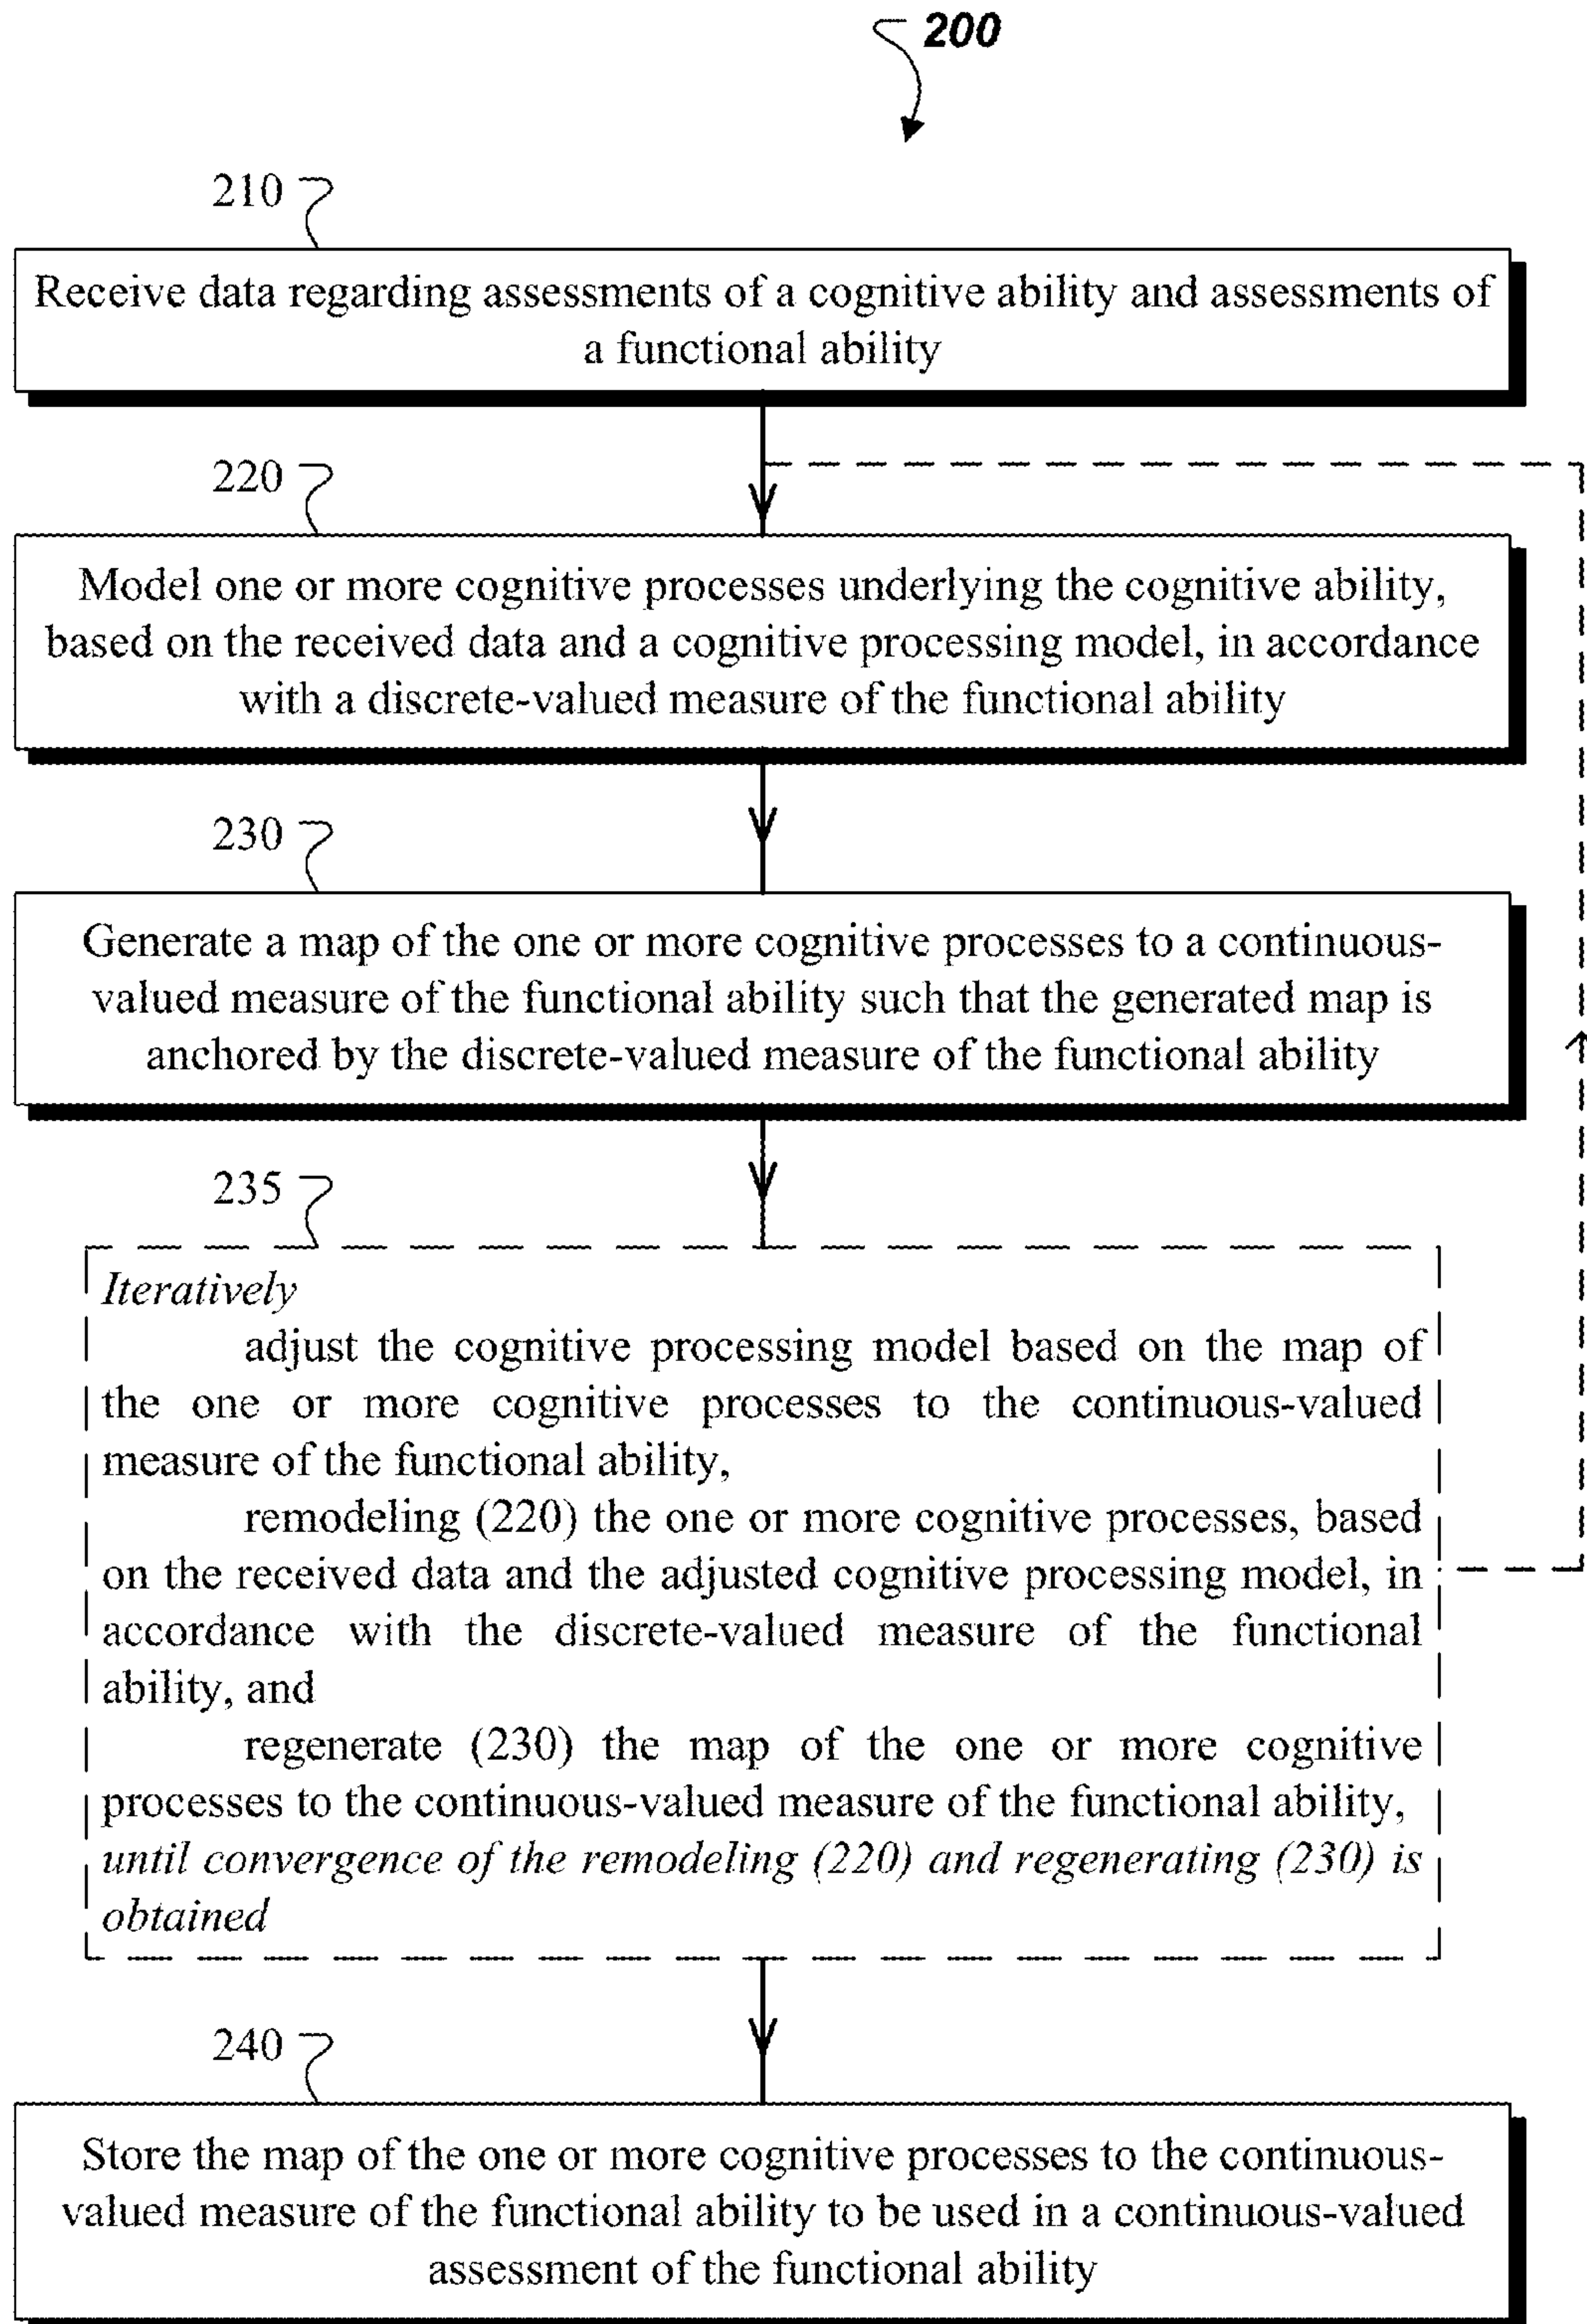 200
210
Receive data regarding assessments of a cognitive ability and assessments of
a functional ability
220
Model one or more cognitive processes underlying the cognitive ability,
based on the received data and a cognitive processing model, in accordance
with a discrete-valued measure of the functional ability
230
Generate a map of the one or more cognitive processes to a continuous-
valued measure of the functional ability such that the generated map is
anchored by the discrete-valued measure of the functional ability
235
Iteratively
adjust the cognitive processing model based on the map of
the one or more cognitive processes to the continuous-valued
measure of the functional ability,
remodeling (220) the one or more cognitive processes, based
on the received data and the adjusted cognitive processing model, in
accordance with the discrete-valued measure of the functional
ability, and
regenerate (230) the map of the one or more cognitive
processes to the continuous-valued measure of the functional ability,
until convergence of the remodeling (220) and regenerating (230) is
obtained
240
Store the map of the one or more cognitive processes to the continuous-
valued measure of the functional ability to be used in a continuous-valued
assessment of the functional ability